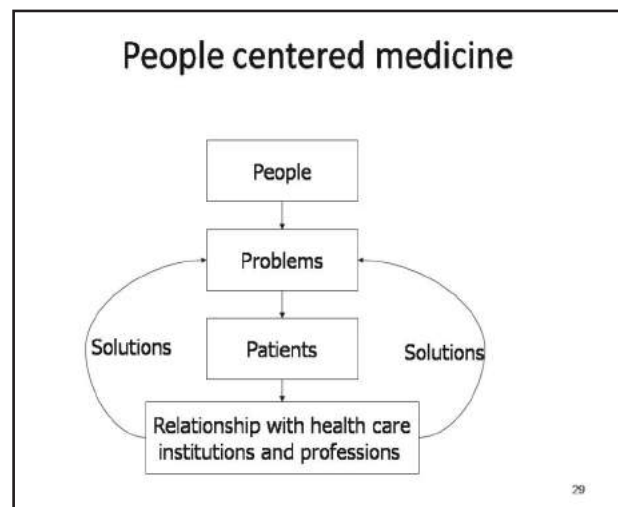 People centered medicine
People
Problems
Solutions
Patients
Solutions
Relationship with health care
institutions and professions
29